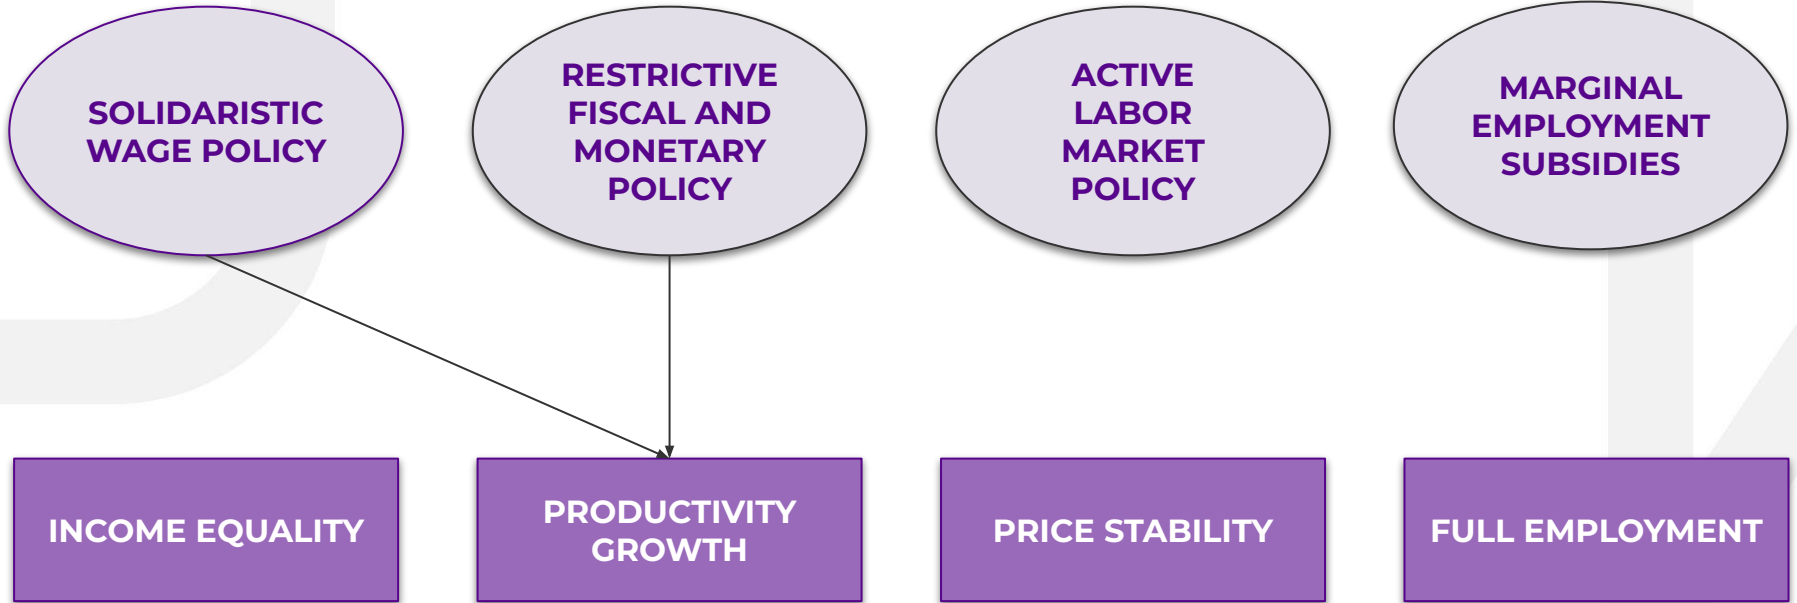 SOLIDARISTIC
WAGE POLICY
RESTRICTIVE
FISCAL AND
MONETARY
POLICY
ACTIVE
LABOR
MARKET
POLICY
MARGINAL
EMPLOYMENT
SUBSIDIES
INCOME EQUALITY
PRODUCTIVITY
GROWTH
PRICE STABILITY
FULL EMPLOYMENT